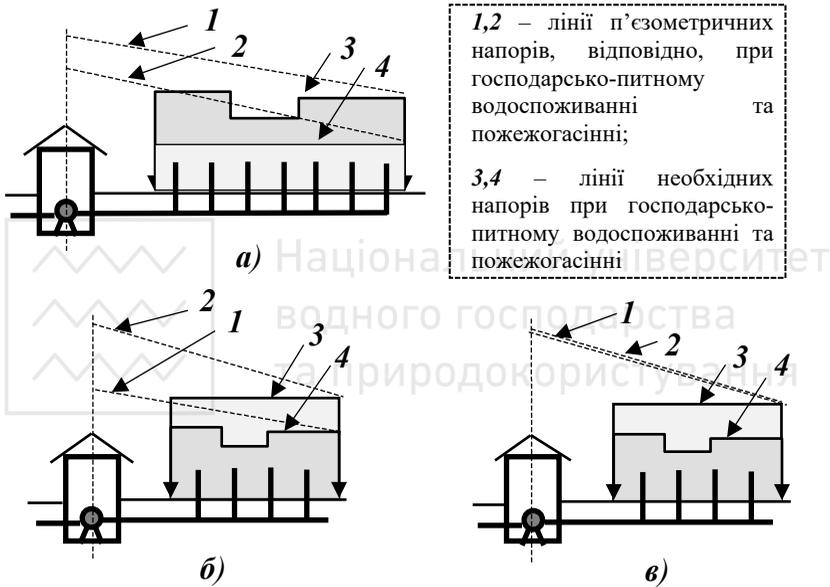 1
2
3
4
1,2 – лінії п’єзометричних
напорів, відповідно, при
господарсько-питному
водоспоживанні та
пожежогасінні;
3,4 – лінії необхідних
напорів при господарсько-
питному водоспоживанні та
пожежогасінні
а)
Національний університет
водного господарства
та природокористування
2
1
3
4
б)
1
2
3
4
в)